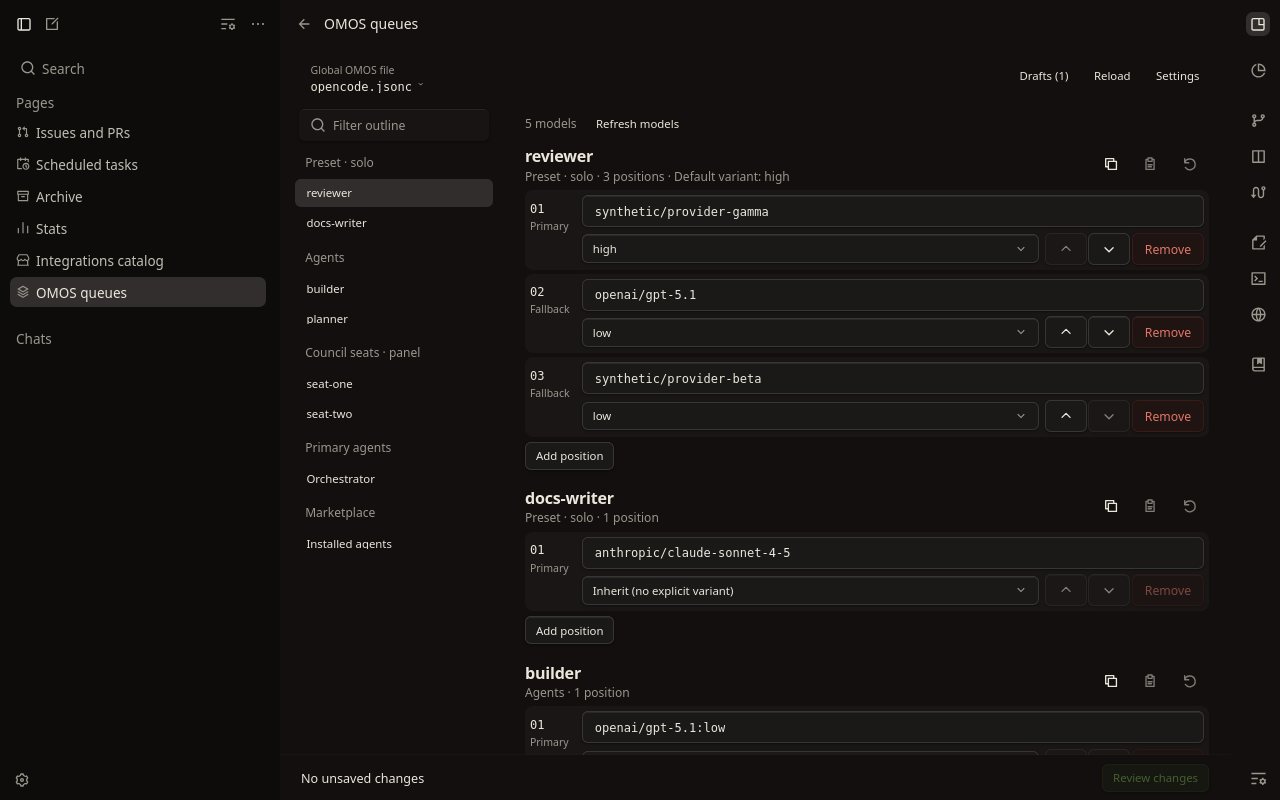 OMOS queues
Search
Pages
Issues and PRs
Scheduled tasks
Archive
Stats
Integrations catalog
OMOS queues
Chats
Global OMOS file
opencode.jsonc
Drafts (1)
Reload
Settings
Filter outline
Preset · solo
reviewer
docs-writer
Agents
builder
planner
Council seats · panel
seat-one
seat-two
Primary agents
Orchestrator
Marketplace
Installed agents
5 models
Refresh models
reviewer
Preset · solo · 3 positions · Default variant: high
01
synthetic/provider-gamma
Primary
high
Remove
02
openai/gpt-5.1
Fallback
low
Remove
03
synthetic/provider-beta
Fallback
low
Remove
Add position
docs-writer
Preset · solo · 1 position
01
anthropic/claude-sonnet-4-5
Primary
Inherit (no explicit variant)
Remove
Add position
builder
Agents · 1 position
01
openai/gpt-5.1:low
Primary
No unsaved changes
Review changes